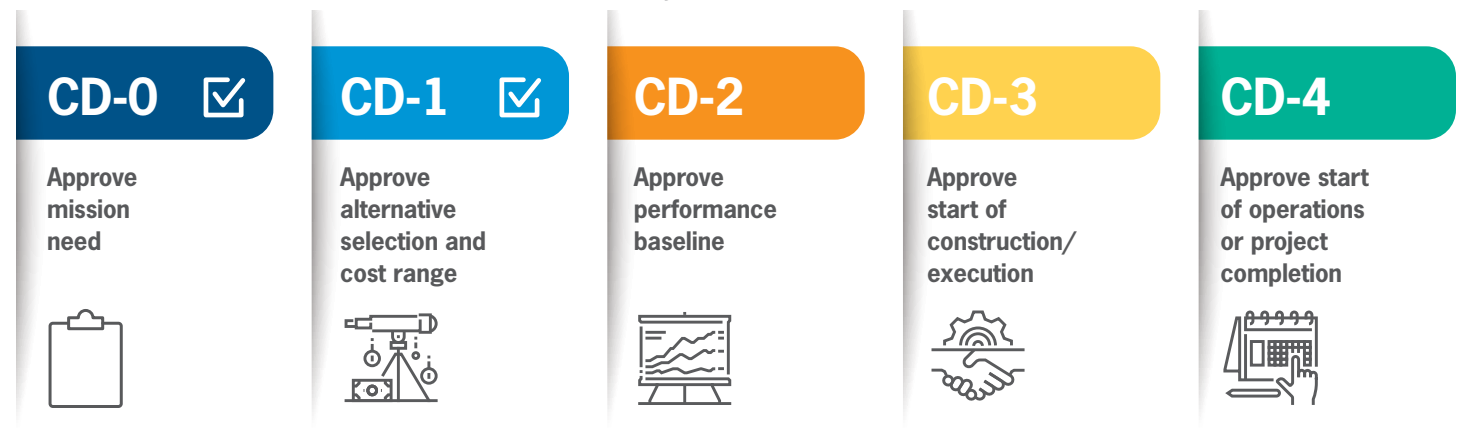 CD-0
Approve
mission
need
CD-1
Approve
alternative
selection and
cost range
CD-2
Approve
performance
baseline
CD-3
Approve
start of
construction/
execution
CD-4
Approve start
of operations
or project
completion